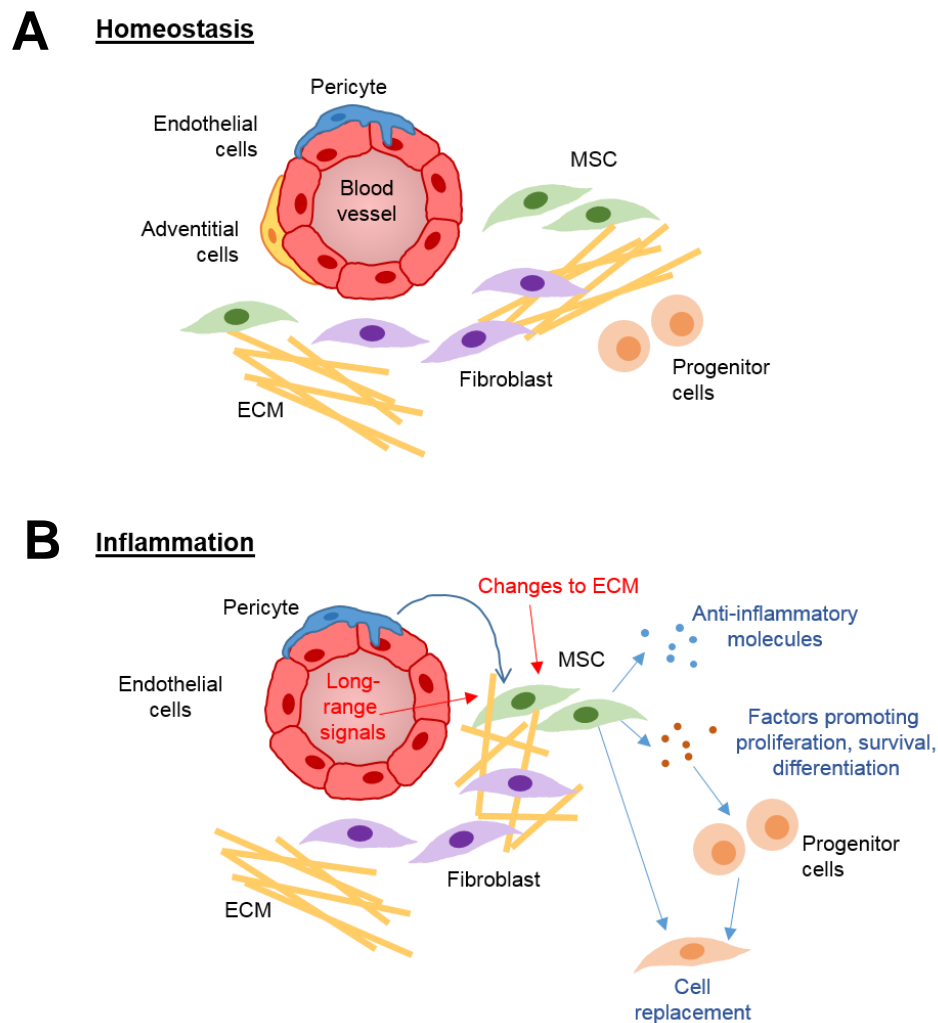 A
Homeostasis
Pericyte
Endothelial
cells
MSC
Blood
vessel
Adventitial
cells
Progenitor
cells
Fibroblast
ECM
B
Inflammation
Changes to ECM
Pericyte
Anti-inflammatory
molecules
MSC
Endothelial
cells
Long-
range
signals
Factors promoting
proliferation, survival,
differentiation
Progenitor
cells
Fibroblast
ECM
Cell
replacement